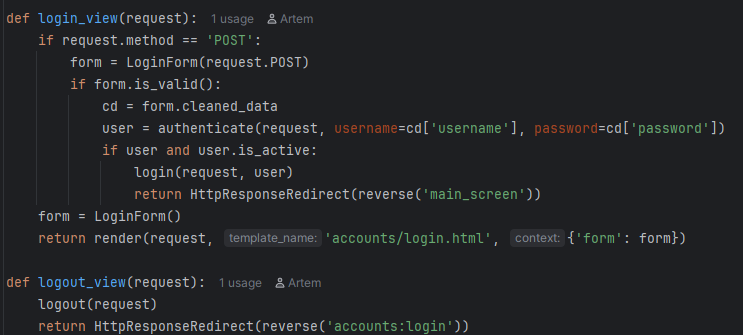 def login_view(request): 1 usage Artem
    if request.method == 'POST':
        form = LoginForm(request.POST)
        if form.is_valid():
            cd = form.cleaned_data
            user = authenticate(request, username=cd['username'], password=cd['password'])
            if user and user.is_active:
                login(request, user)
                return HttpResponseRedirect(reverse('main_screen'))
    form = LoginForm()
    return render(request, template_name: 'accounts/login.html', context: {'form': form})
def logout_view(request): 1 usage Artem
    logout(request)
    return HttpResponseRedirect(reverse('accounts:login'))